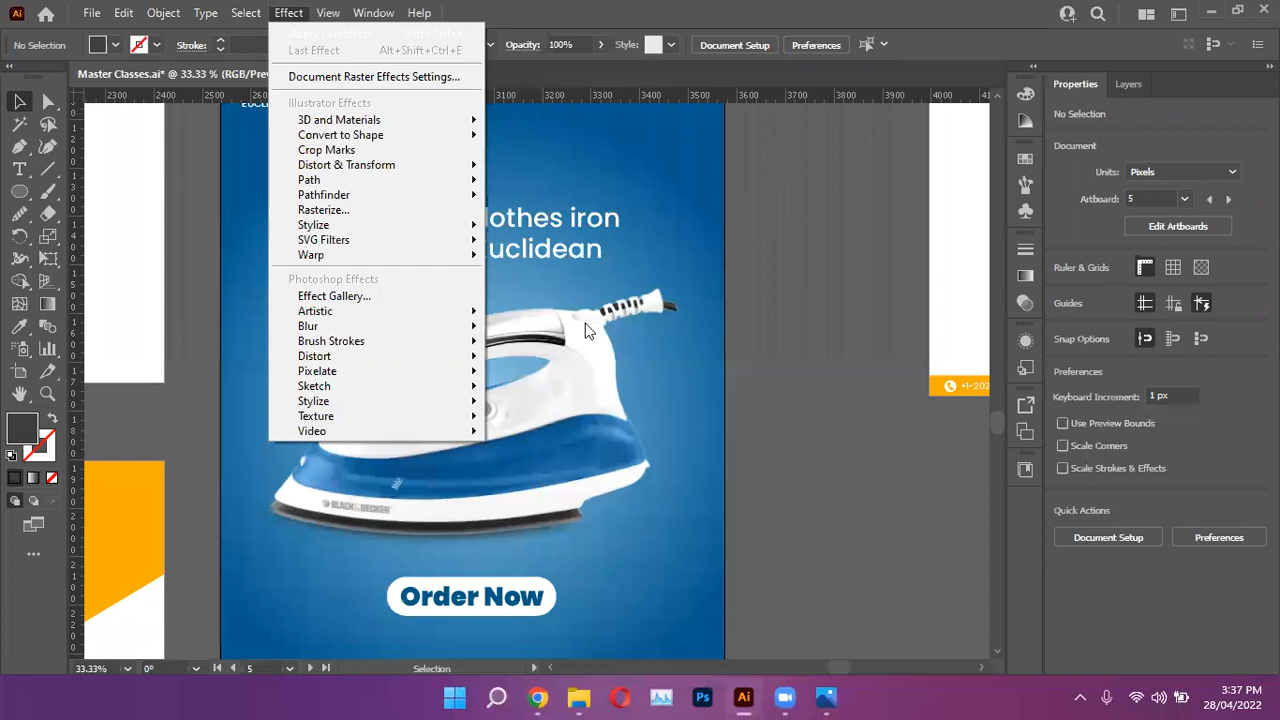 Ai File Edit Object Type Select Effect View Window Help
No Selection Stroke: Opacity: 100% Style: Document Setup Preferences
Apply Last Effect Shift+Ctrl+E
Last Effect Alt+Shift+Ctrl+E
Document Raster Effects Settings...
Illustrator Effects
3D and Materials
Convert to Shape
Crop Marks
Distort & Transform
Path
Pathfinder
Rasterize...
Stylize
SVG Filters
Warp
Photoshop Effects
Effect Gallery...
Artistic
Blur
Brush Strokes
Distort
Pixelate
Sketch
Stylize
Texture
Video
Master Classes.ai* @ 33.33 % (RGB/Prev
2300 2400 2500 3100 3200 3300 3400 3500 3600 3700 3800 3900 4000
lothes iron
uclidean
BLACK&DECKER
Order Now
+1-202
Properties Layers
No Selection
Document
Units: Pixels
Artboard: 5
Edit Artboards
Ruler & Grids
Guides
Snap Options
Preferences
Keyboard Increment: 1 px
Use Preview Bounds
Scale Corners
Scale Strokes & Effects
Quick Actions
Document Setup Preferences
33.33% 0° 5 Selection
Ps Ai
3:37 PM
28/04/2022